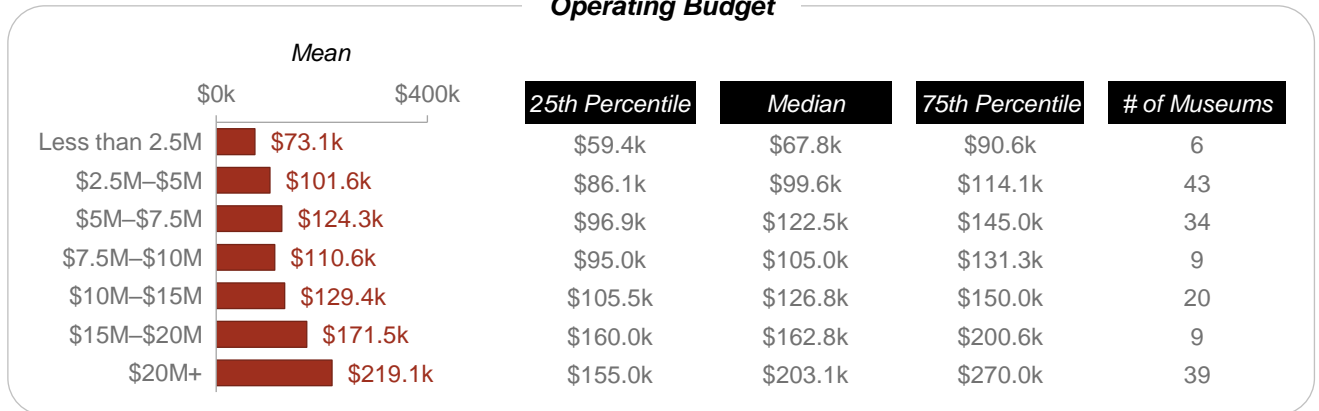 Operating Budget
Mean
$0k $400k 25th Percentile Median 75th Percentile # of Museums
Less than 2.5M $73.1k $59.4k $67.8k $90.6k 6
$2.5M–$5M $101.6k $86.1k $99.6k $114.1k 43
$5M–$7.5M $124.3k $96.9k $122.5k $145.0k 34
$7.5M–$10M $110.6k $95.0k $105.0k $131.3k 9
$10M–$15M $129.4k $105.5k $126.8k $150.0k 20
$15M–$20M $171.5k $160.0k $162.8k $200.6k 9
$20M+ $219.1k $155.0k $203.1k $270.0k 39